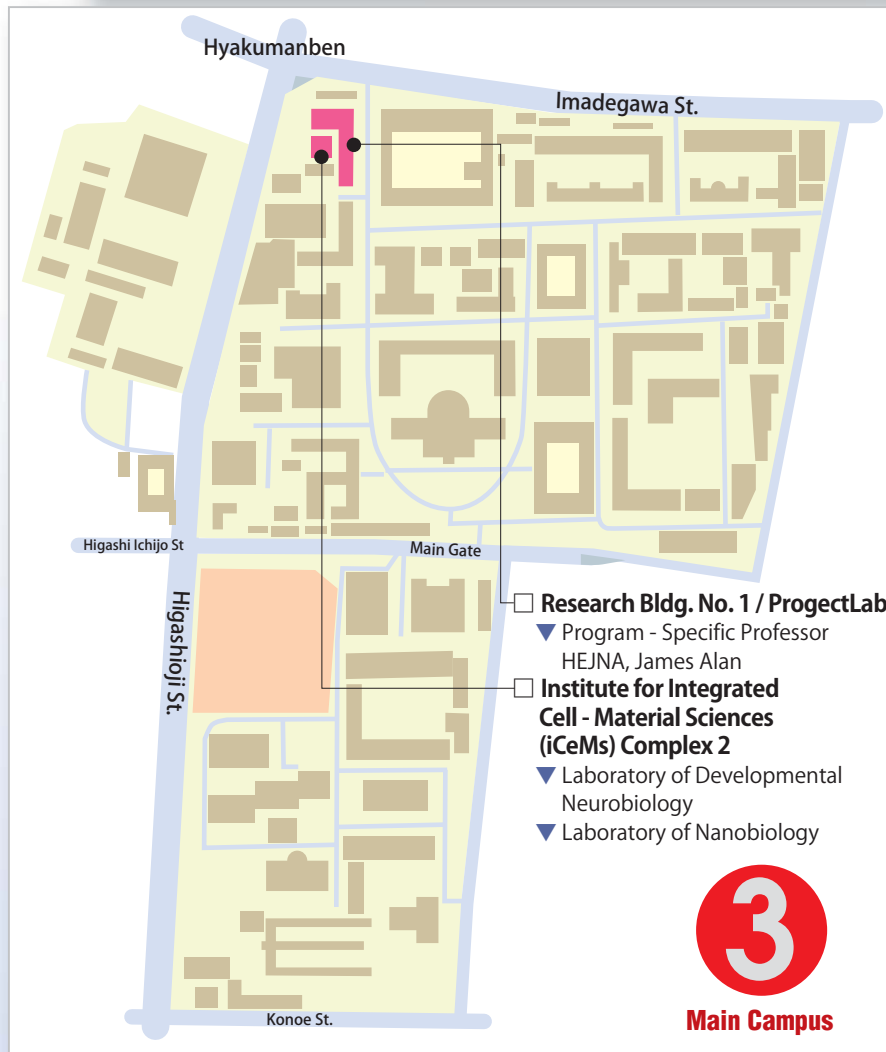 Hyakumanben
Imadegawa St.
Higashi Ichijo St
Main Gate
Higashioji St.
Research Bldg. No. 1 / ProgectLab
▼ Program - Specific Professor
HEJNA, James Alan
Institute for Integrated
Cell - Material Sciences
(iCeMs) Complex 2
▼ Laboratory of Developmental
Neurobiology
▼ Laboratory of Nanobiology
3
Main Campus
Konoe St.